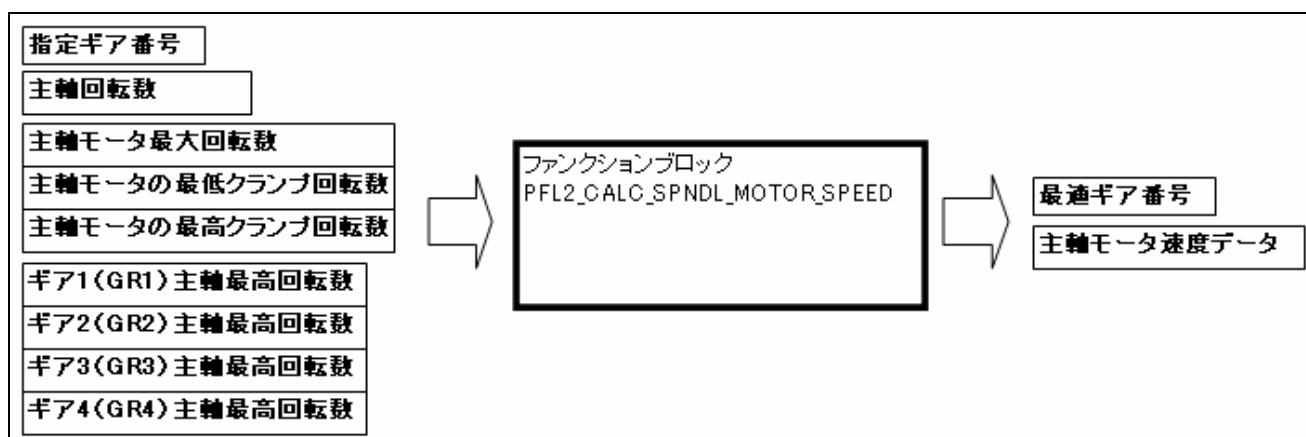 指定ギア番号
主軸回転数
主軸モータ最大回転数
主軸モータの最低クランプ回転数
主軸モータの最高クランプ回転数
ギア1(GR1)主軸最高回転数
ギア2(GR2)主軸最高回転数
ギア3(GR3)主軸最高回転数
ギア4(GR4)主軸最高回転数
ファンクションブロック
PFL2_CALC_SPNDL_MOTOR_SPEED
最適ギア番号
主軸モータ速度データ